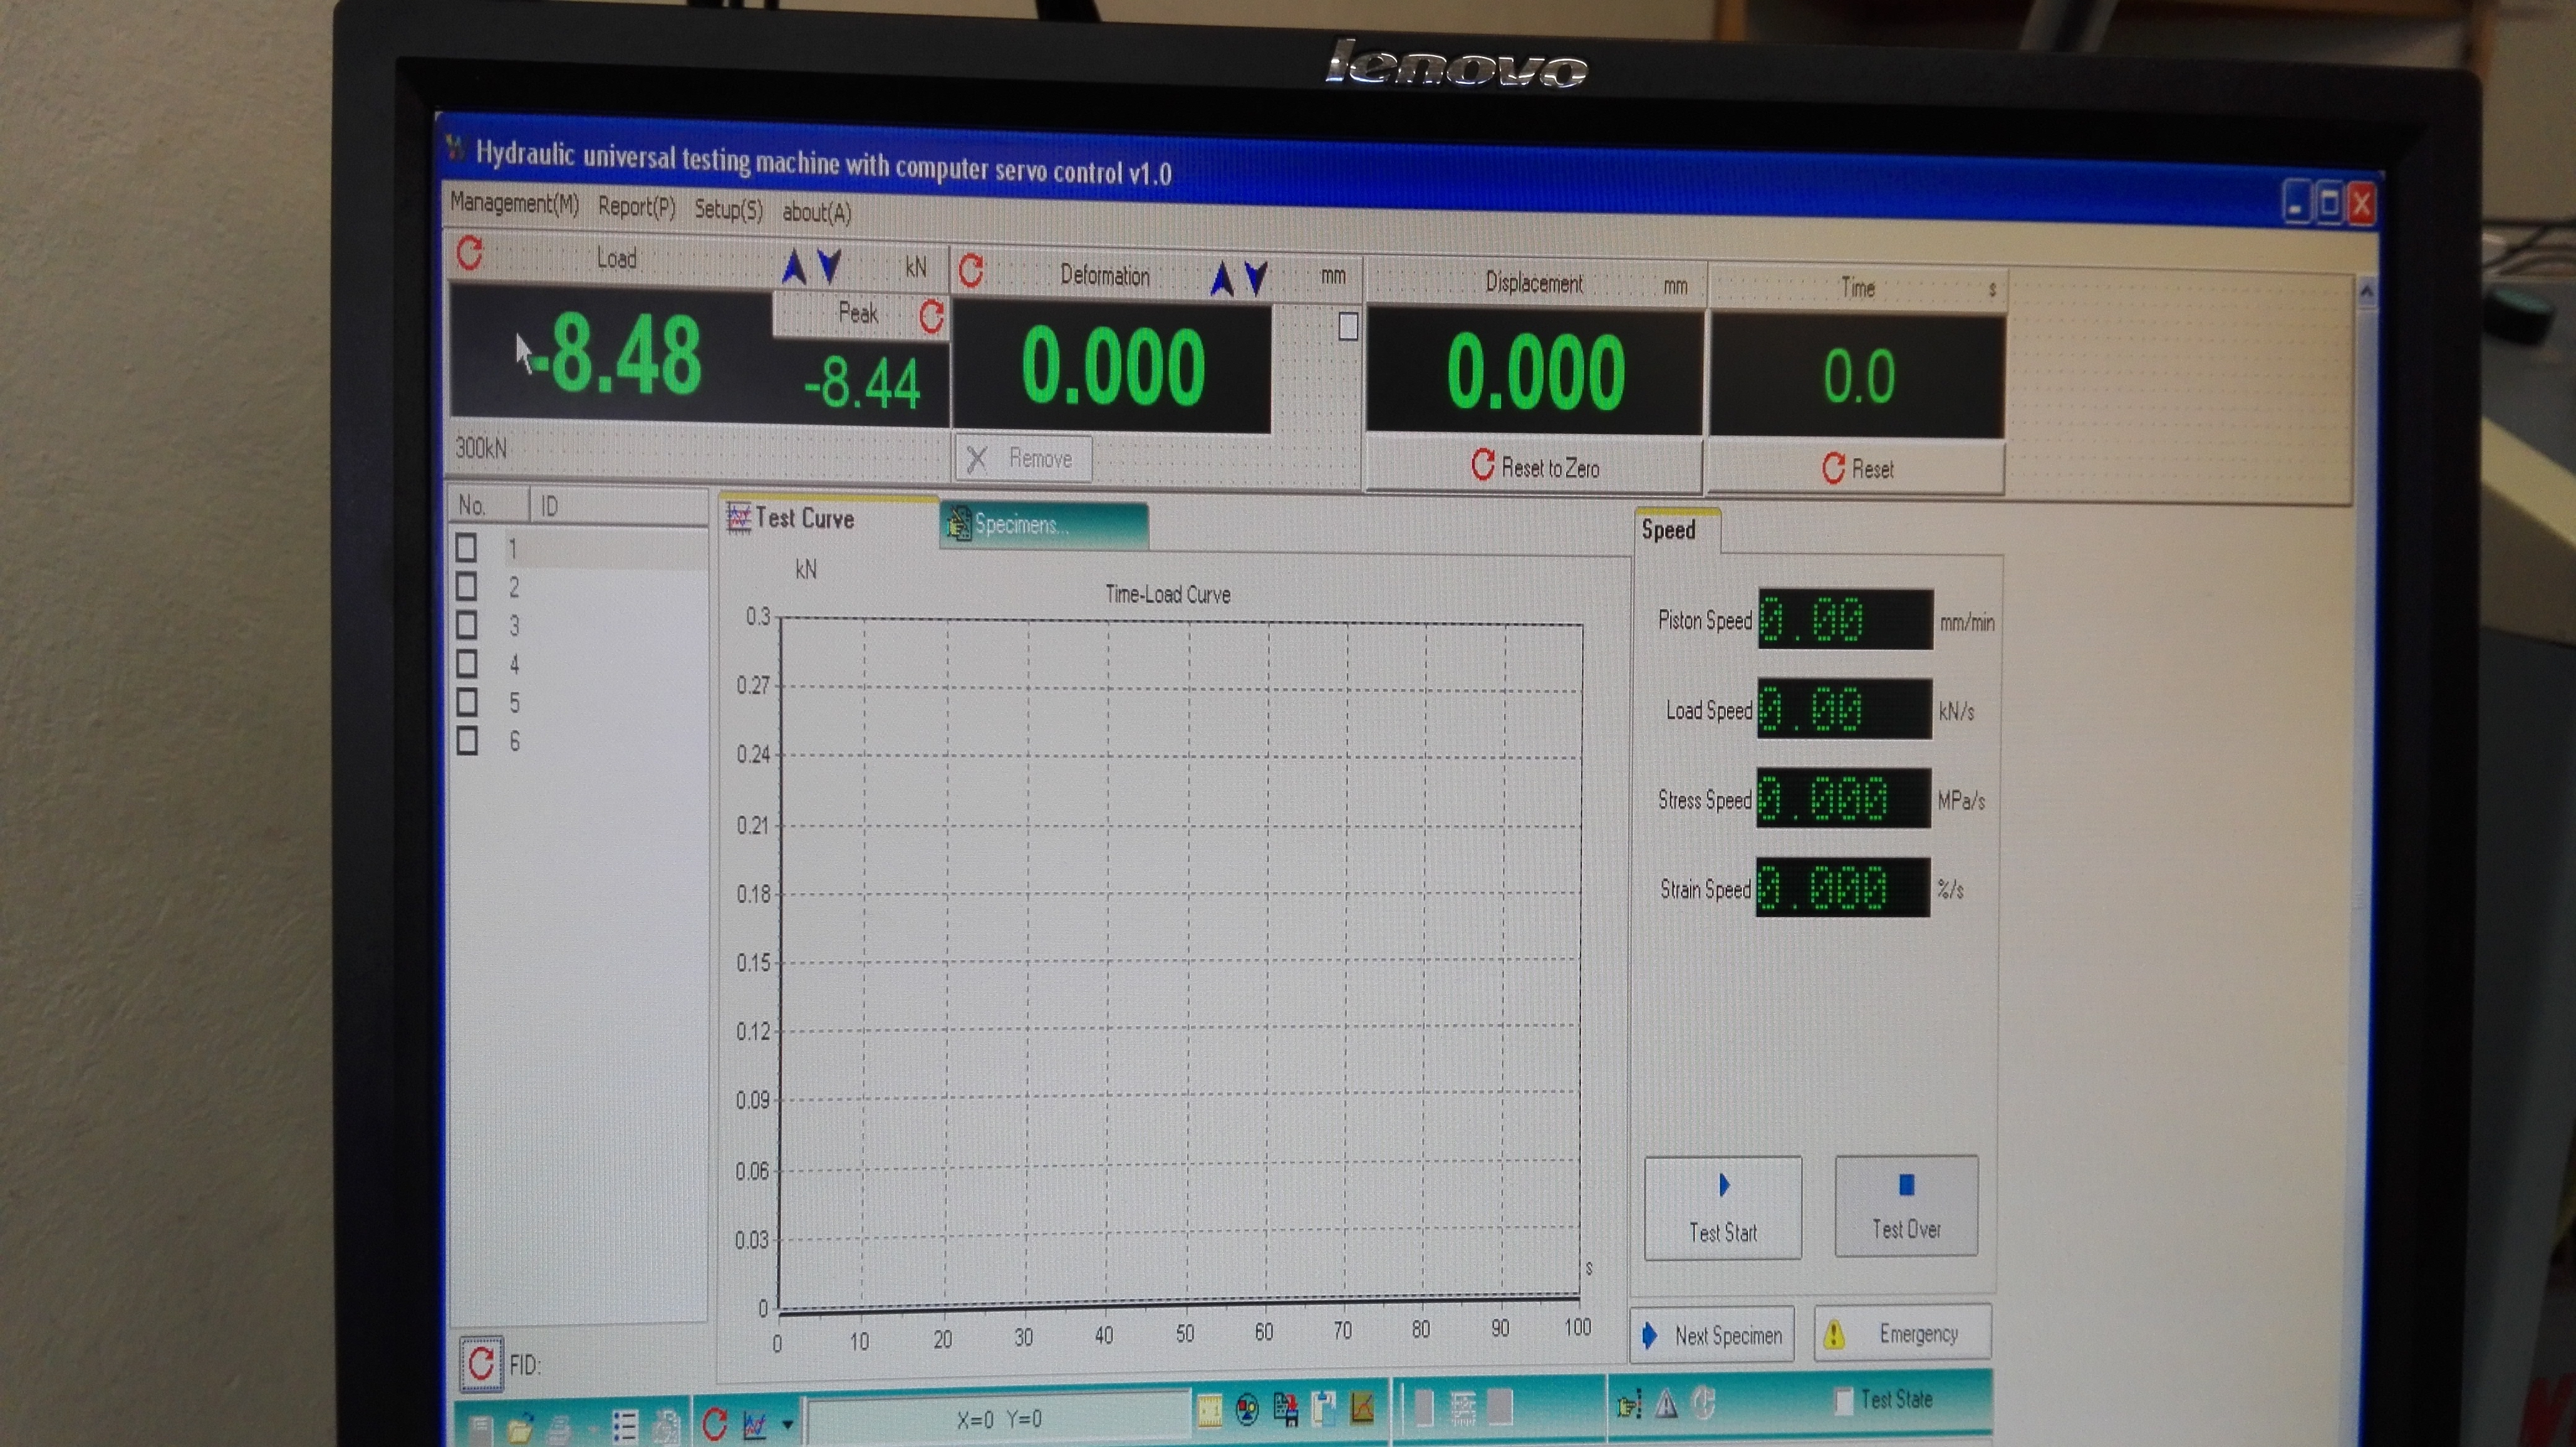 lenovo
Hydraulic universal testing machine with computer servo control v1.0
Management(M) Report(P) Setup(S) about(A)
Load kN Deformation mm Displacement mm Time s
Peak
-8.48 -8.44 0.000 0.000 0.0
300kN Remove Reset to Zero Reset
No. ID
1
2
3
4
5
6
Test Curve Specimens...
kN
Time-Load Curve
0.3
0.27
0.24
0.21
0.18
0.15
0.12
0.09
0.06
0.03
0
s
0 10 20 30 40 50 60 70 80 90 100
Speed
Piston Speed 0.00 mm/min
Load Speed 0.00 kN/s
Stress Speed 0.000 MPa/s
Strain Speed 0.000 %/s
Test Start Test Over
Next Specimen Emergency
FID:
X=0 Y=0
Test State